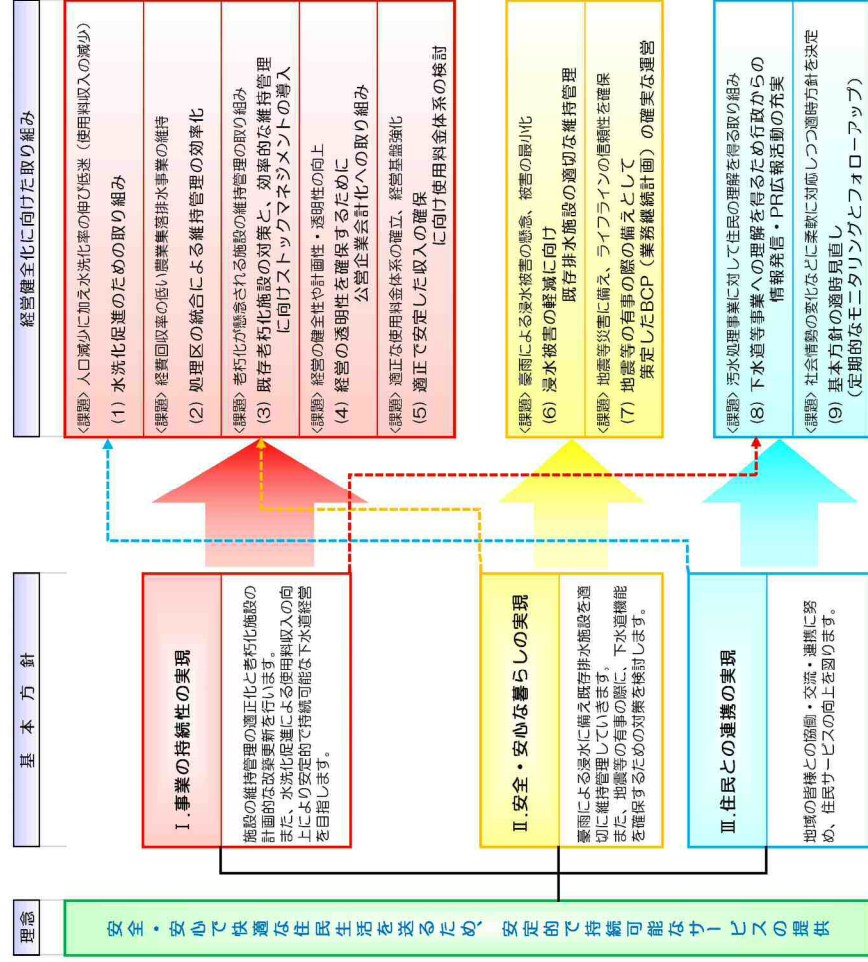 理念
安全・安心で快適な住民生活を送るため、安定的で持続可能なサービスの提供
基本方針
Ⅰ.事業の持続性の実現
施設の維持管理の適正化と老朽化施設の
計画的な改築更新を行います。
また、水洗化促進による使用料収入の向
上により安定的で持続可能な下水道経営
を目指します。
Ⅱ.安全・安心な暮らしの実現
豪雨による浸水に備え既存排水施設を適
切に維持管理していきます。
また、地震等の有事の際に、下水道機能
を確保するための対策を検討します。
Ⅲ.住民との連携の実現
地域の皆様との協働・交流・連携に努
め、住民サービスの向上を図ります。
経営健全化に向けた取り組み
〈課題〉人口減少に加え水洗化率の伸び低迷（使用料収入の減少）
(1) 水洗化促進のための取り組み
〈課題〉経費回収率の低い農業集落排水事業の維持
(2) 処理区の統合による維持管理の効率化
〈課題〉老朽化が懸念される施設の維持管理の取り組み
(3) 既存老朽化施設の対策と、効率的な維持管理
に向けストックマネジメントの導入
〈課題〉経営の健全性や計画性・透明性の向上
(4) 経営の透明性を確保するために
公営企業会計化への取り組み
〈課題〉適正な使用料金体系の確立、経営基盤強化
(5) 適正で安定した収入の確保
に向け使用料金体系の検討
〈課題〉豪雨による浸水被害の懸念、被害の最小化
(6) 浸水被害の軽減に向け
既存排水施設の適切な維持管理
〈課題〉地震等災害に備え、ライフラインの信頼性を確保
(7) 地震等の有事の際の備えとして
策定したBCP（業務継続計画）の確実な運営
〈課題〉汚水処理事業に対して住民の理解を得る取り組み
(8) 下水道等事業への理解を得るため行政からの
情報発信・PR広報活動の充実
〈課題〉社会情勢の変化などに柔軟に対応しつつ適時方針を決定
(9) 基本方針の適時見直し
（定期的なモニタリングとフォローアップ）